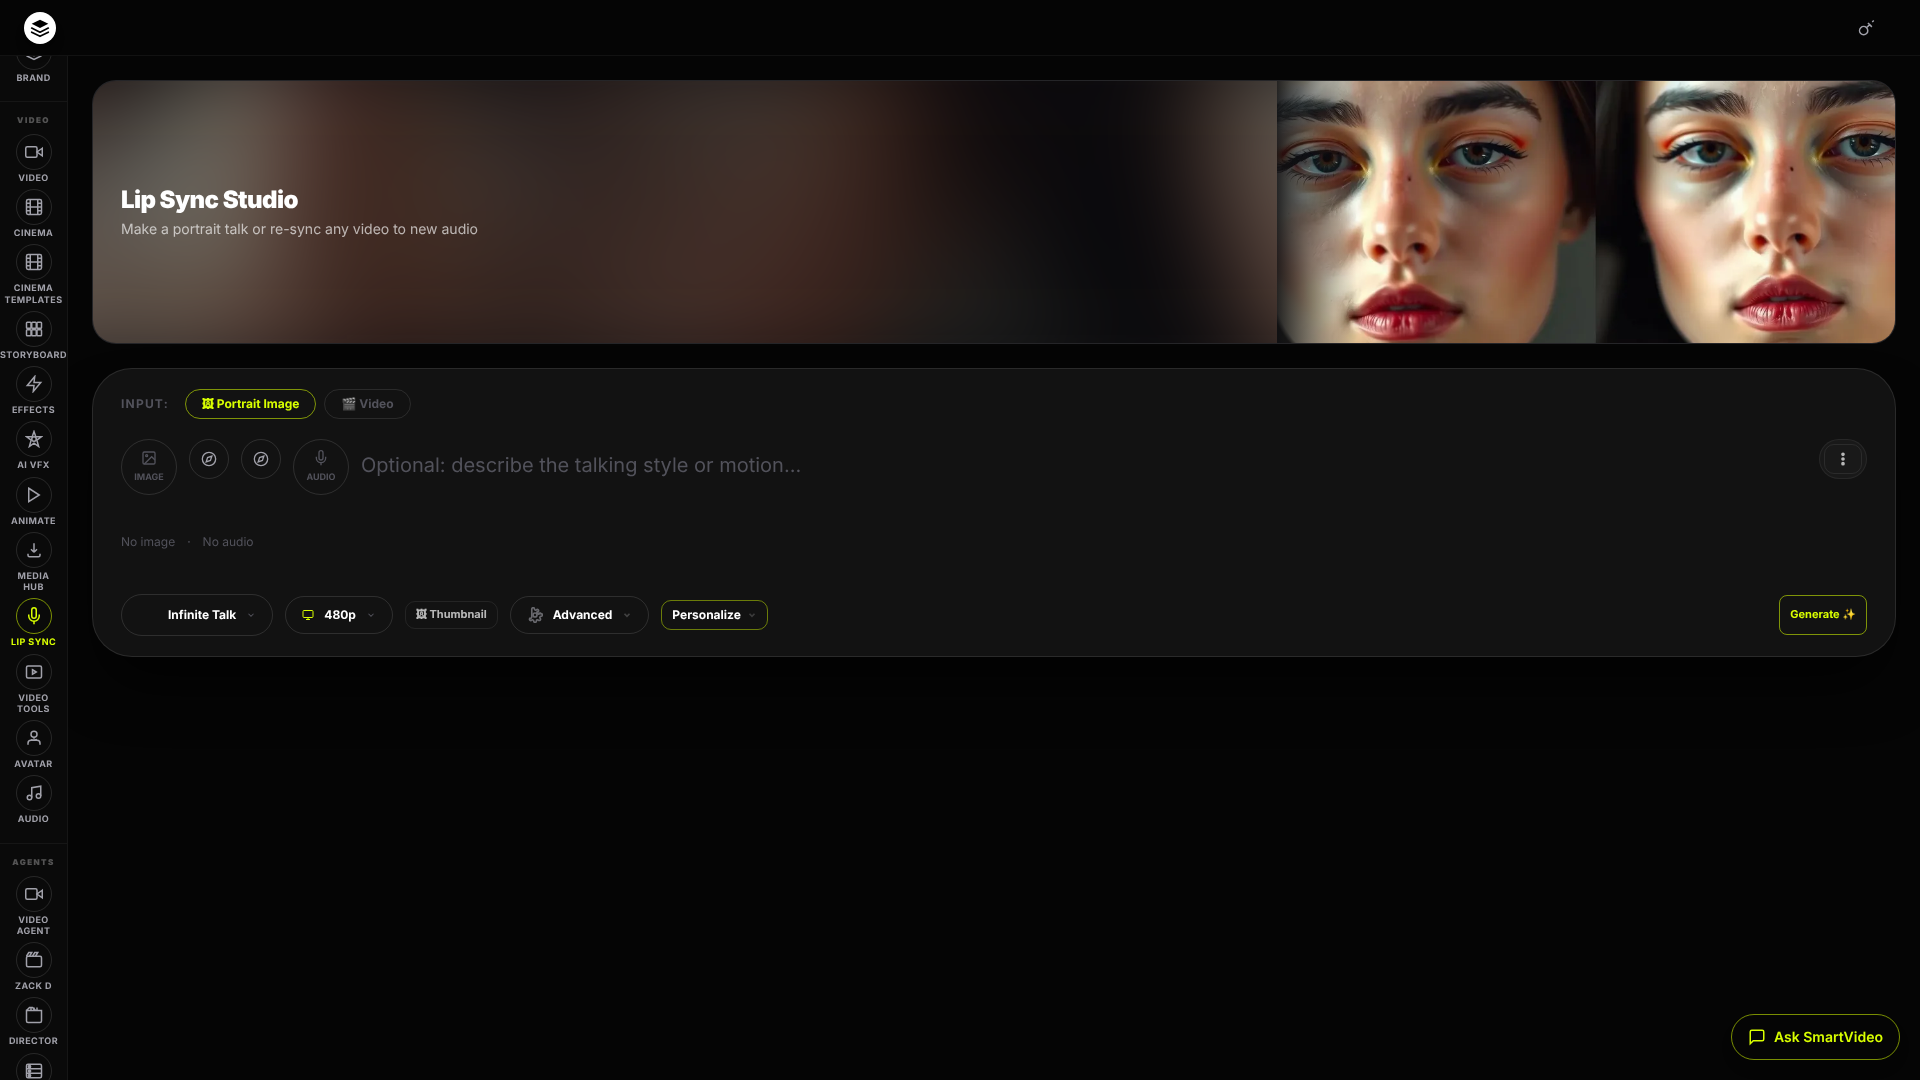 BRAND
VIDEO
VIDEO
CINEMA
CINEMA
TEMPLATES
STORYBOARD
EFFECTS
AI VFX
ANIMATE
MEDIA
HUB
LIP SYNC
VIDEO
TOOLS
AVATAR
AUDIO
AGENTS
VIDEO
AGENT
ZACK D
DIRECTOR
Lip Sync Studio
Make a portrait talk or re-sync any video to new audio
INPUT: Portrait Image Video
IMAGE AUDIO Optional: describe the talking style or motion...
No image · No audio
Infinite Talk 480p Thumbnail Advanced Personalize Generate ✨
Ask SmartVideo